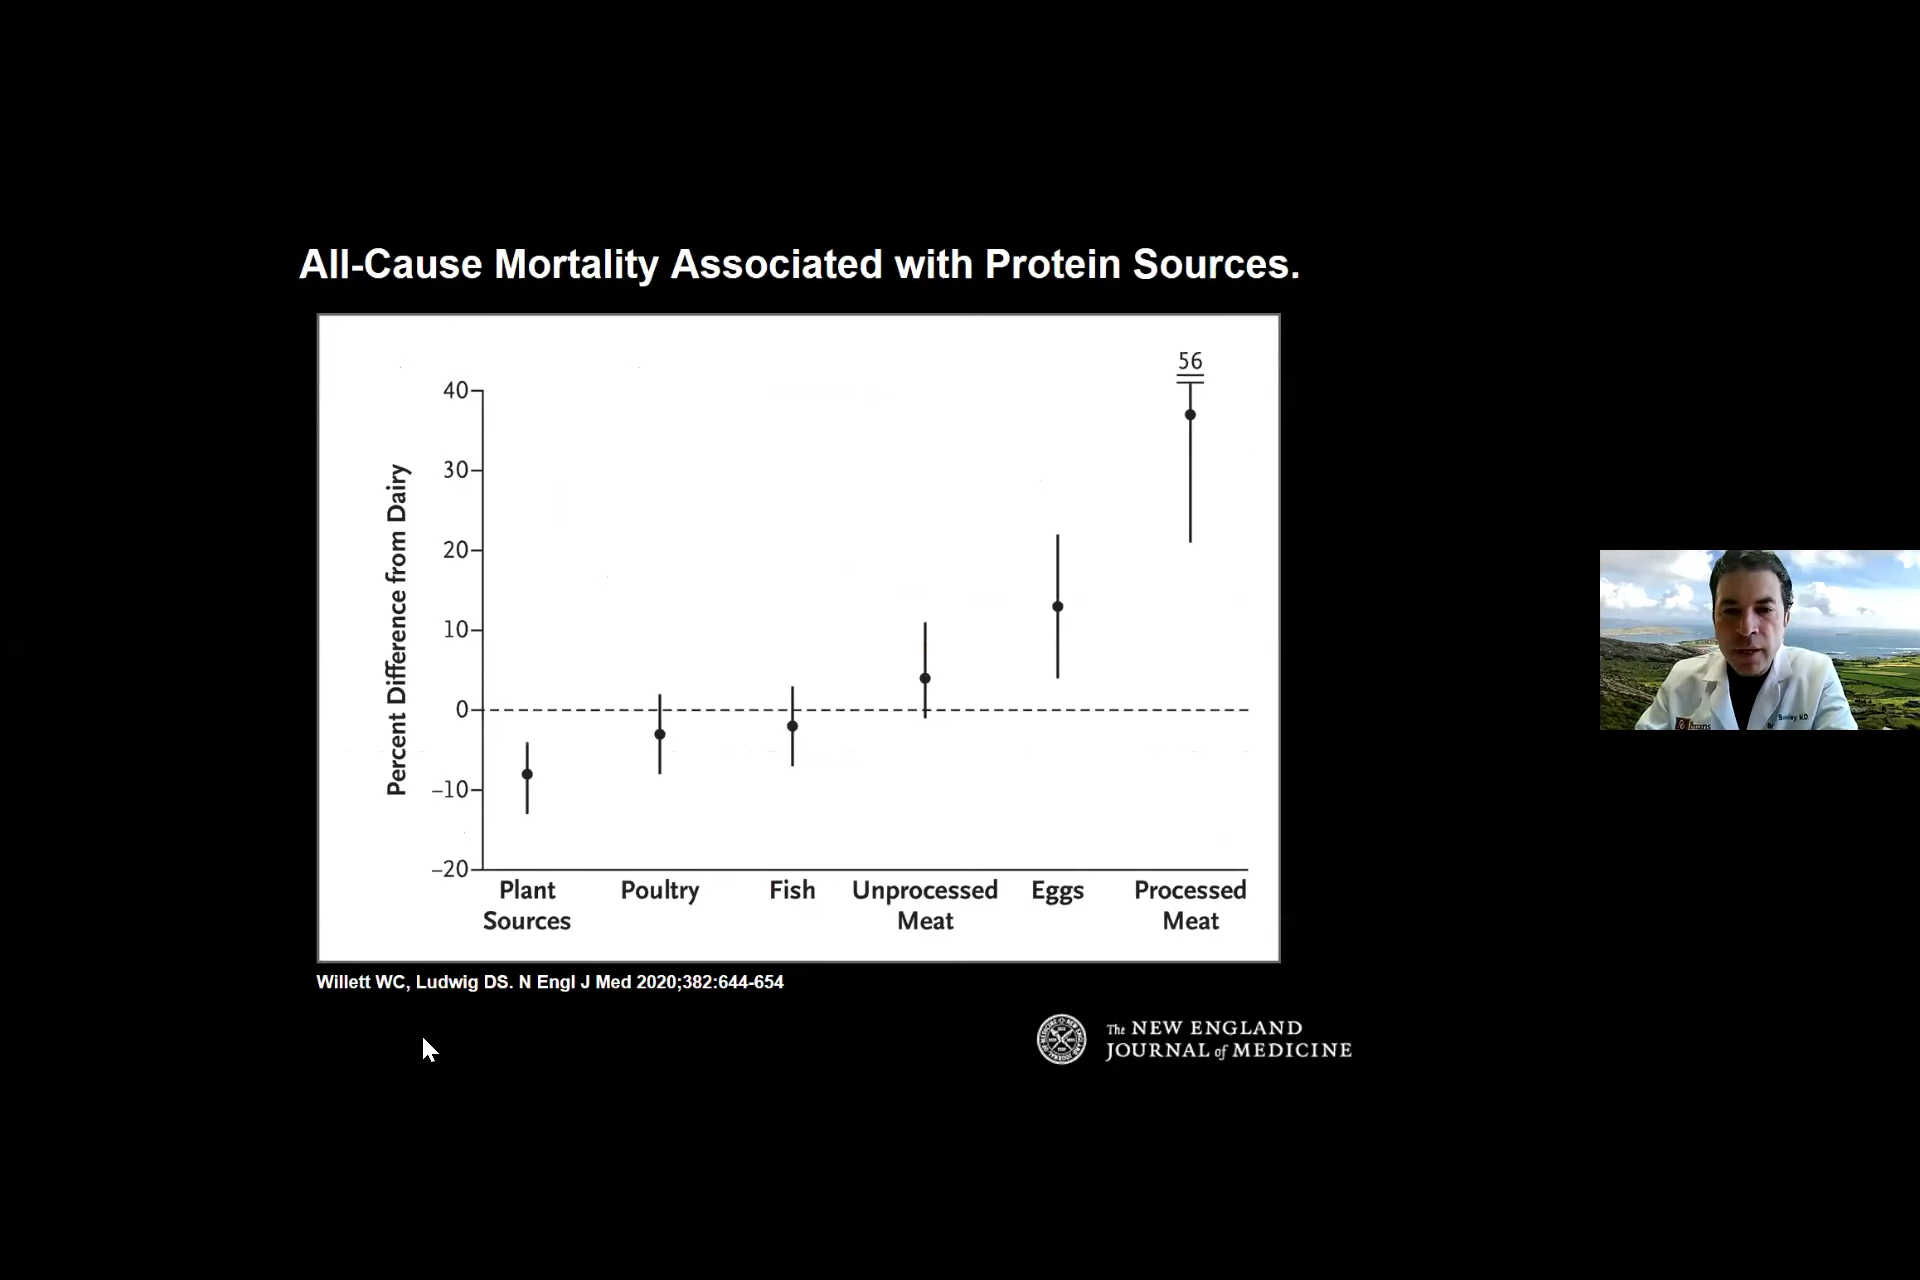 All-Cause Mortality Associated with Protein Sources.
56
40
30
20
10
0
–10
–20
Percent Difference from Dairy
Plant Sources
Poultry
Fish
Unprocessed Meat
Eggs
Processed Meat
Willett WC, Ludwig DS. N Engl J Med 2020;382:644-654
The NEW ENGLAND
JOURNAL of MEDICINE